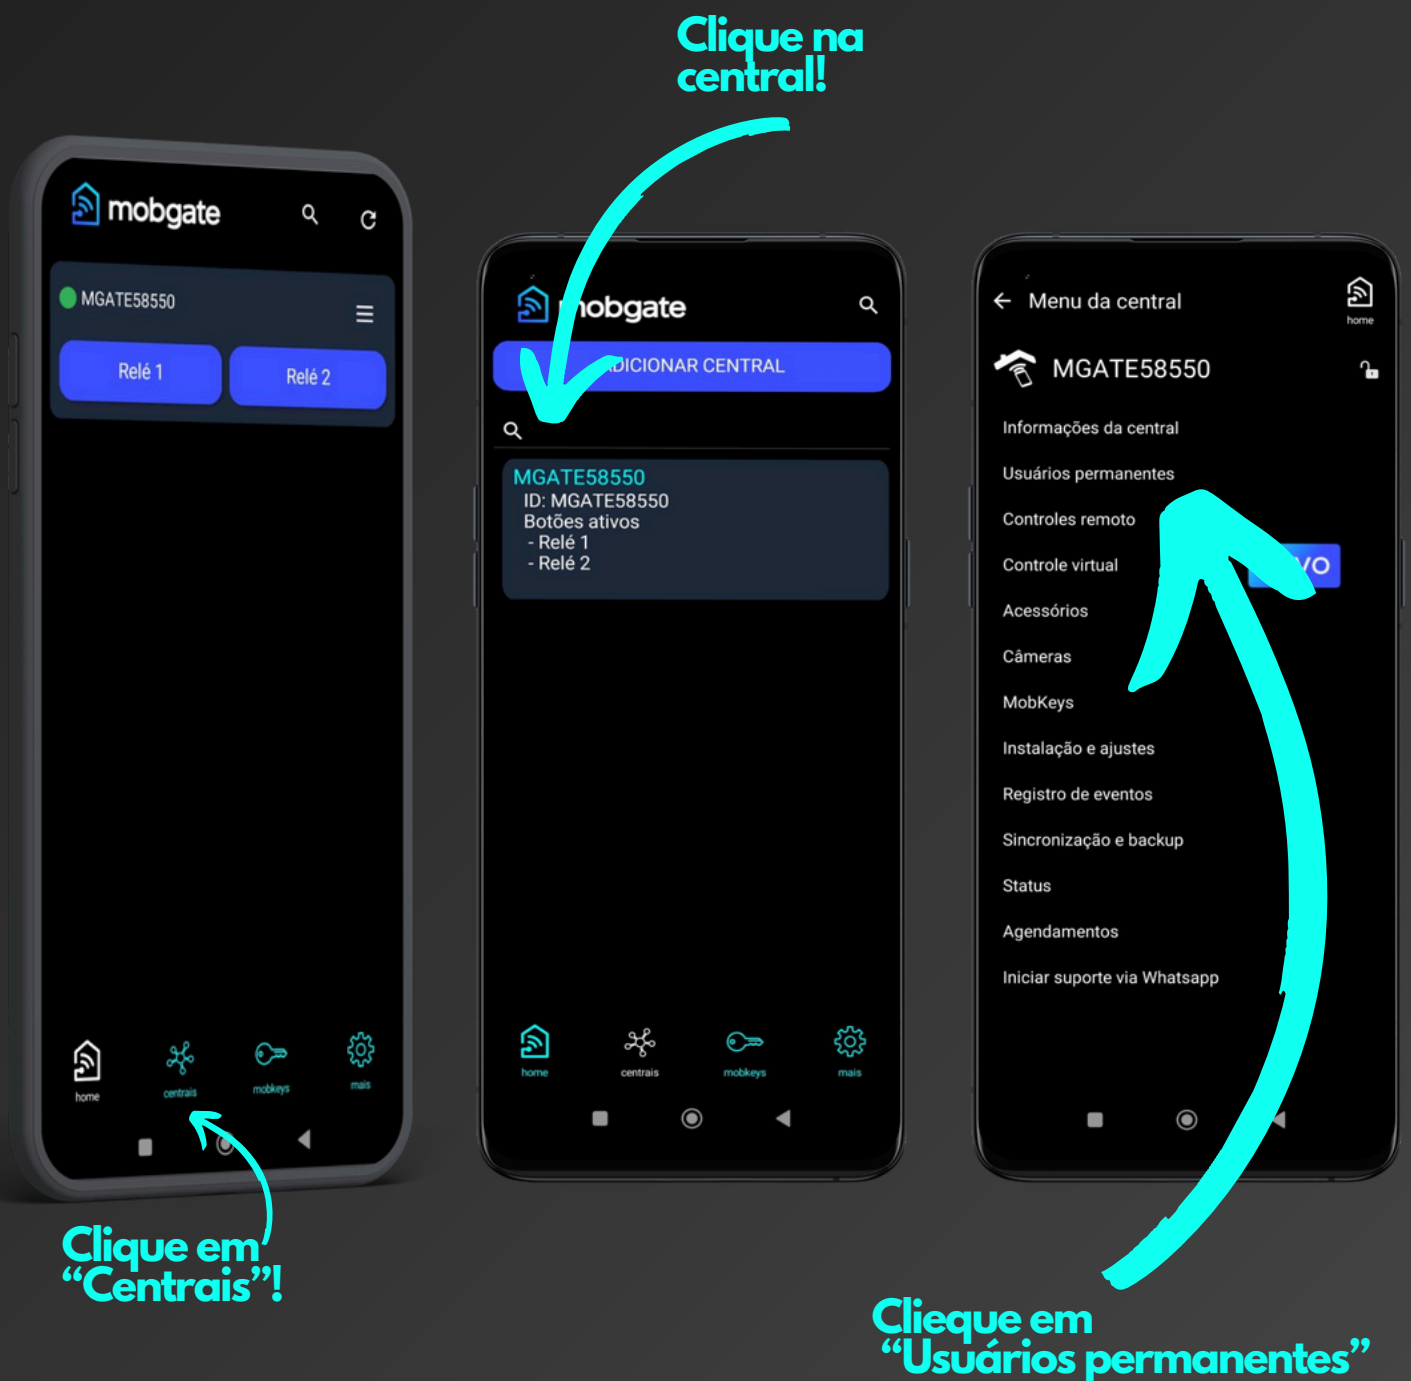 Clique na
central!
mobgate
MGATE58550
Relé 1
Relé 2
home
centrais
mobkeys
mais
Clique em
“Centrais”!
mobgate
ADICIONAR CENTRAL
MGATE58550
ID: MGATE58550
Botões ativos
- Relé 1
- Relé 2
home
centrais
mobkeys
mais
Menu da central
home
MGATE58550
Informações da central
Usuários permanentes
Controles remoto
Controle virtual
Acessórios
Câmeras
MobKeys
Instalação e ajustes
Registro de eventos
Sincronização e backup
Status
Agendamentos
Iniciar suporte via Whatsapp
Clieque em
“Usuários permanentes”